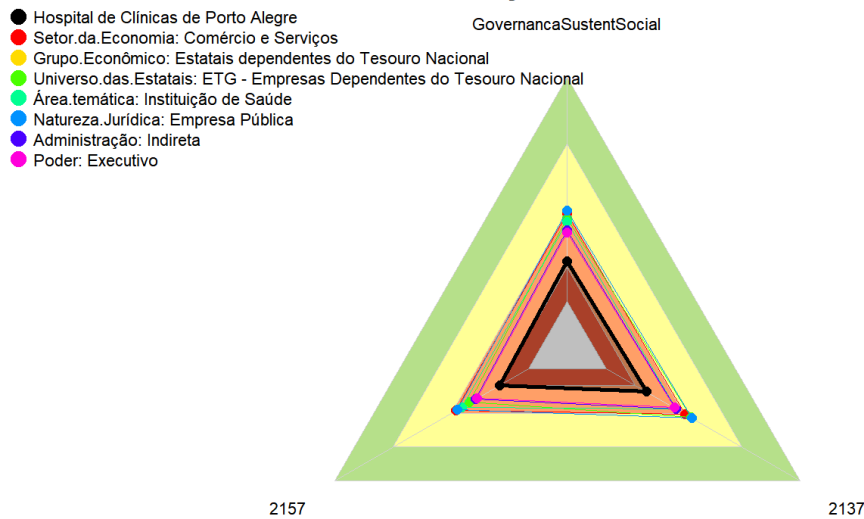 Hospital de Clínicas de Porto Alegre
Setor.da.Economia: Comércio e Serviços
Grupo.Econômico: Estatais dependentes do Tesouro Nacional
Universo.das.Estatais: ETG - Empresas Dependentes do Tesouro Nacional
Área.temática: Instituição de Saúde
Natureza.Jurídica: Empresa Pública
Administração: Indireta
Poder: Executivo
GovernancaSustentSocial
2157
2137